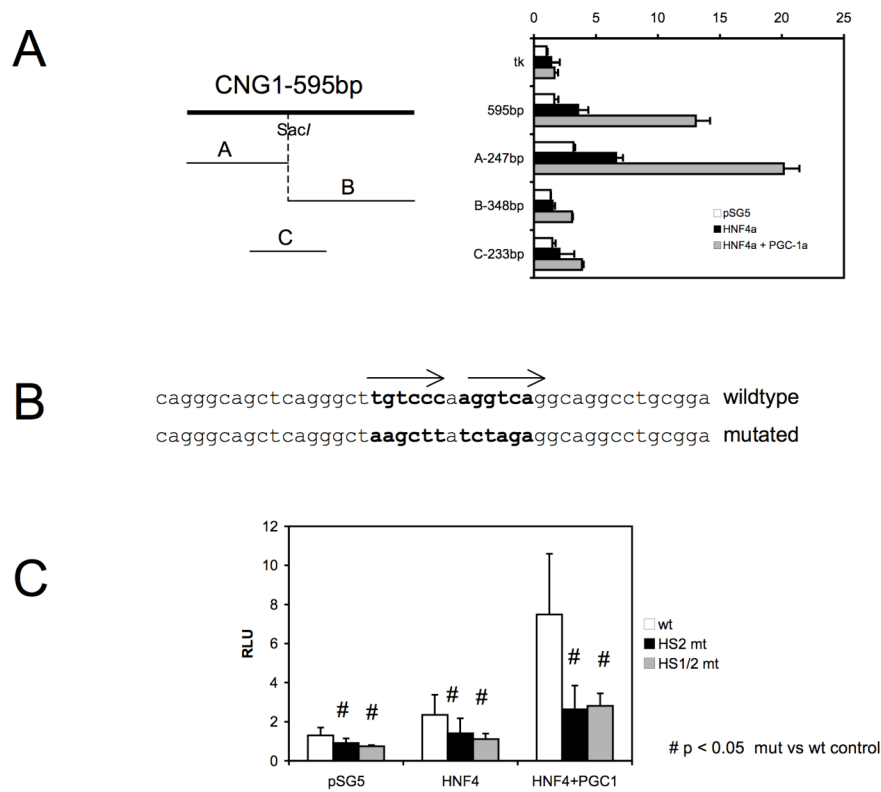 A
CNG1-595bp
SacI
A
B
C
0 5 10 15 20 25
tk
595bp
A-247bp
B-348bp
C-233bp
pSG5
HNF4a
HNF4a + PGC-1a
B
cagggcagctcagggcttgtcccaaggtcaggcaggcctgcgga wildtype
cagggcagctcagggctaagcttatctagaggcaggcctgcgga mutated
C
12
10
8
6
4
2
0
RLU
# # # # # #
pSG5 HNF4 HNF4+PGC1
wt
HS2 mt
HS1/2 mt
# p < 0.05 mut vs wt control